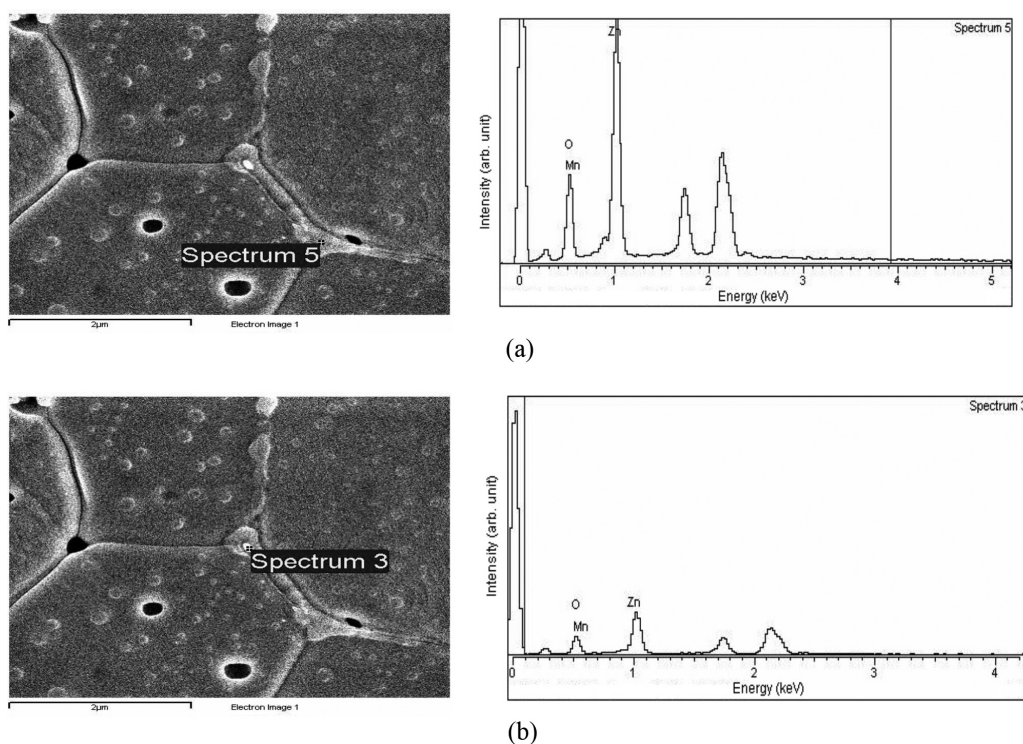 Spectrum 5
2µm
Electron Image 1
Spectrum 5
Zn
O
Mn
Intensity (arb. unit)
0 1 2 3 4 5
Energy (keV)
(a)
Spectrum 3
2µm
Electron Image 1
Spectrum 3
O
Zn
Mn
Intensity (arb. unit)
0 1 2 3 4
Energy (keV)
(b)